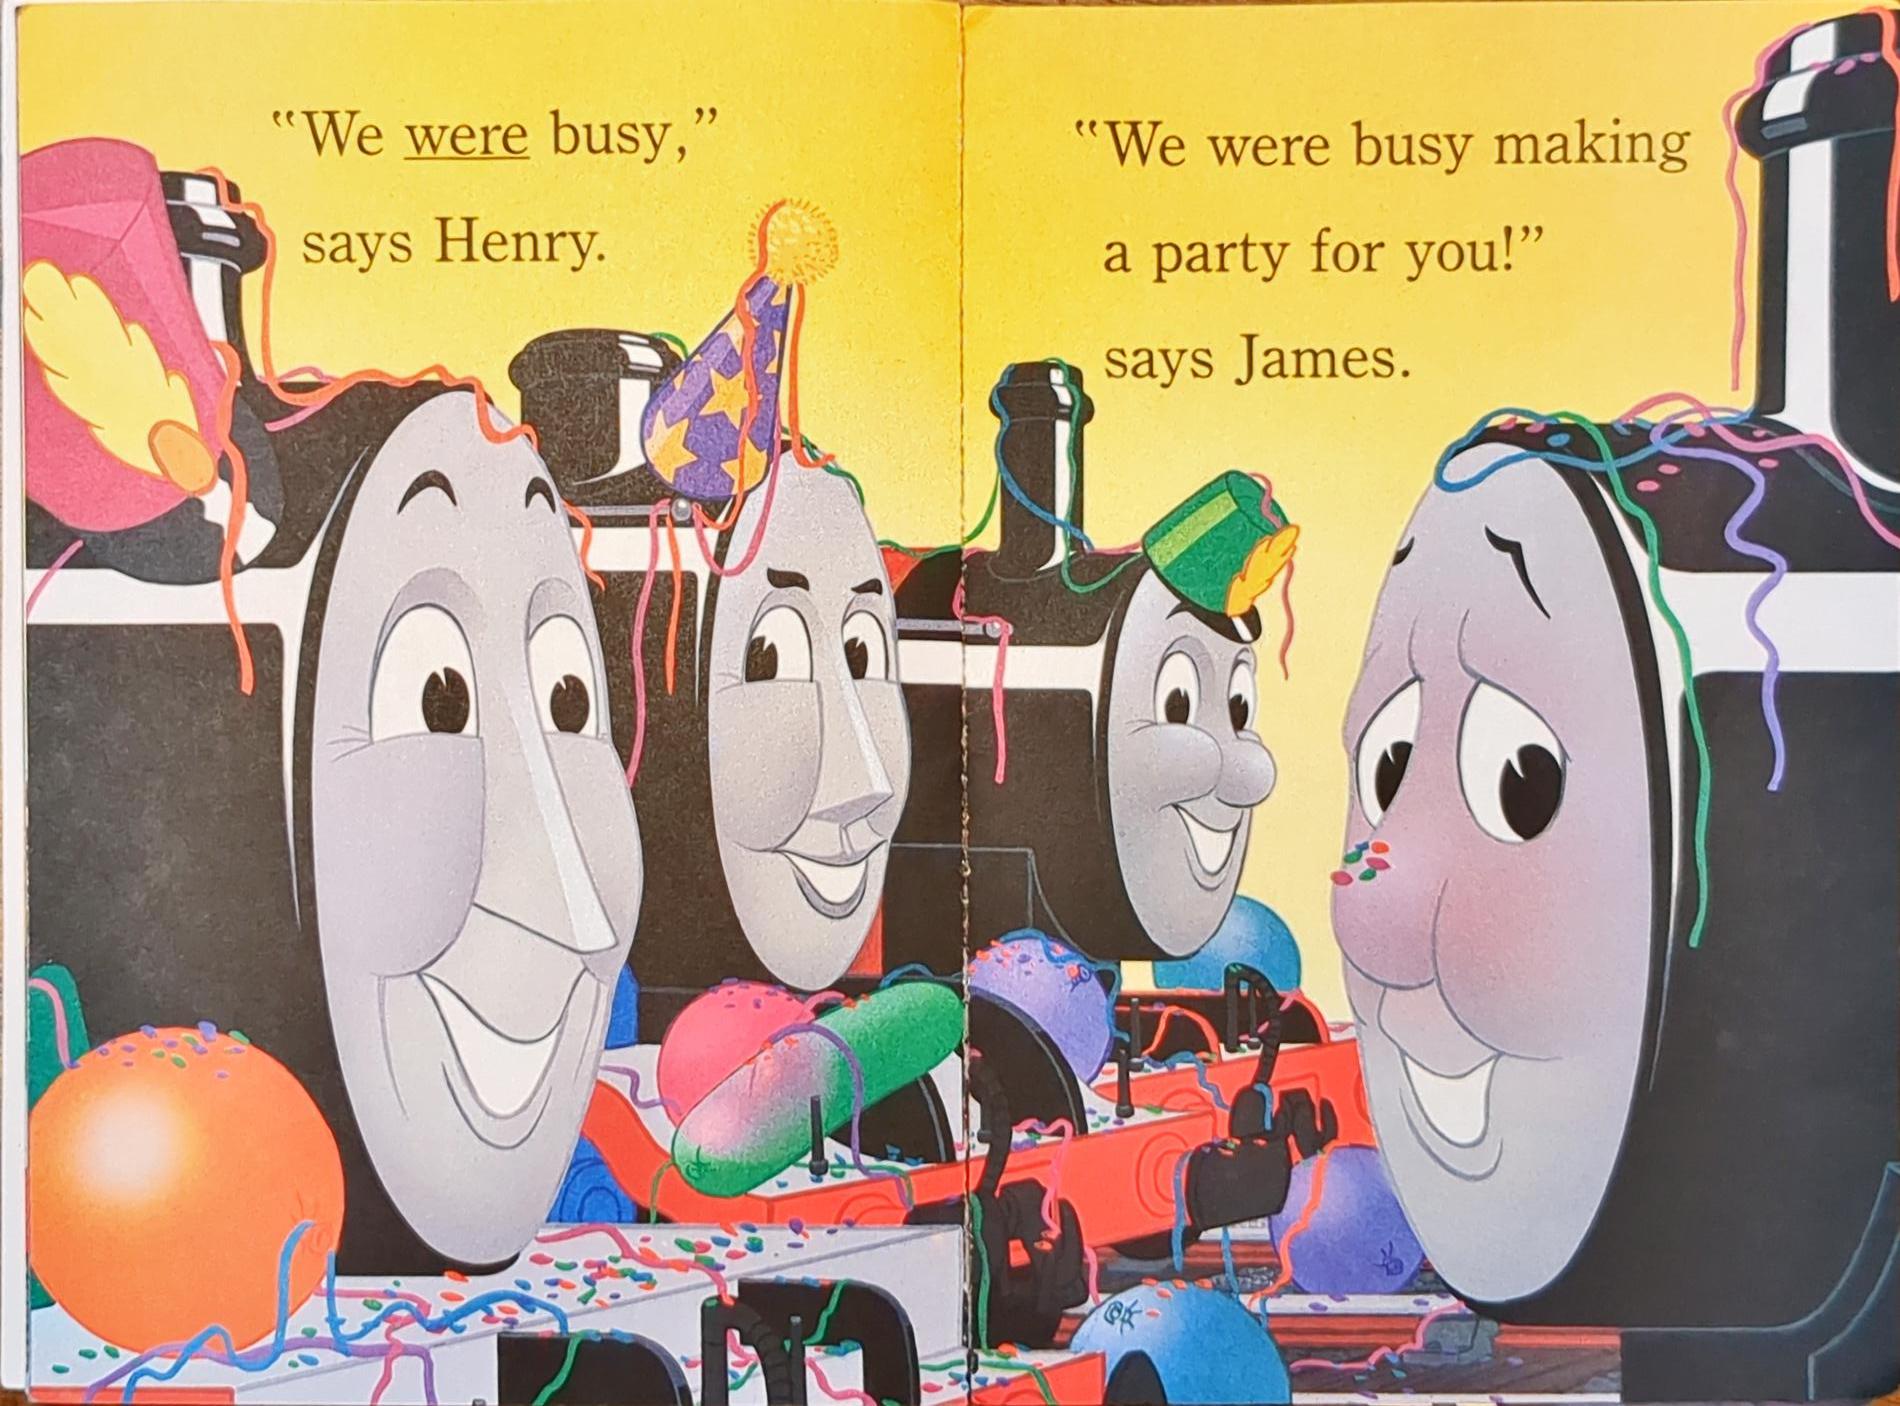 “We were busy,”
says Henry.
“We were busy making
a party for you!”
says James.